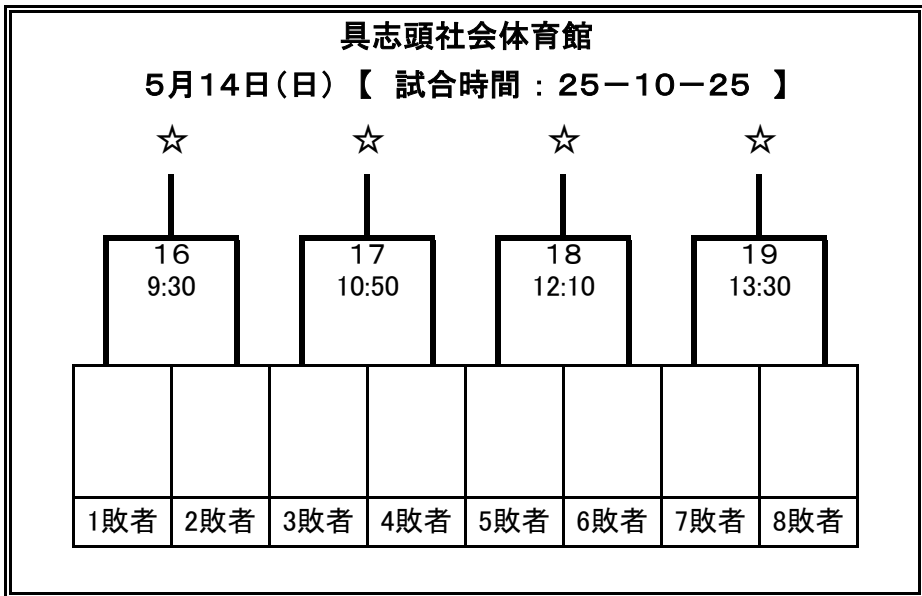 具志頭社会体育館
5月14日(日)【 試合時間 : 25－10－25 】
☆ ☆ ☆ ☆
16 17 18 19
9:30 10:50 12:10 13:30
1敗者 2敗者 3敗者 4敗者 5敗者 6敗者 7敗者 8敗者